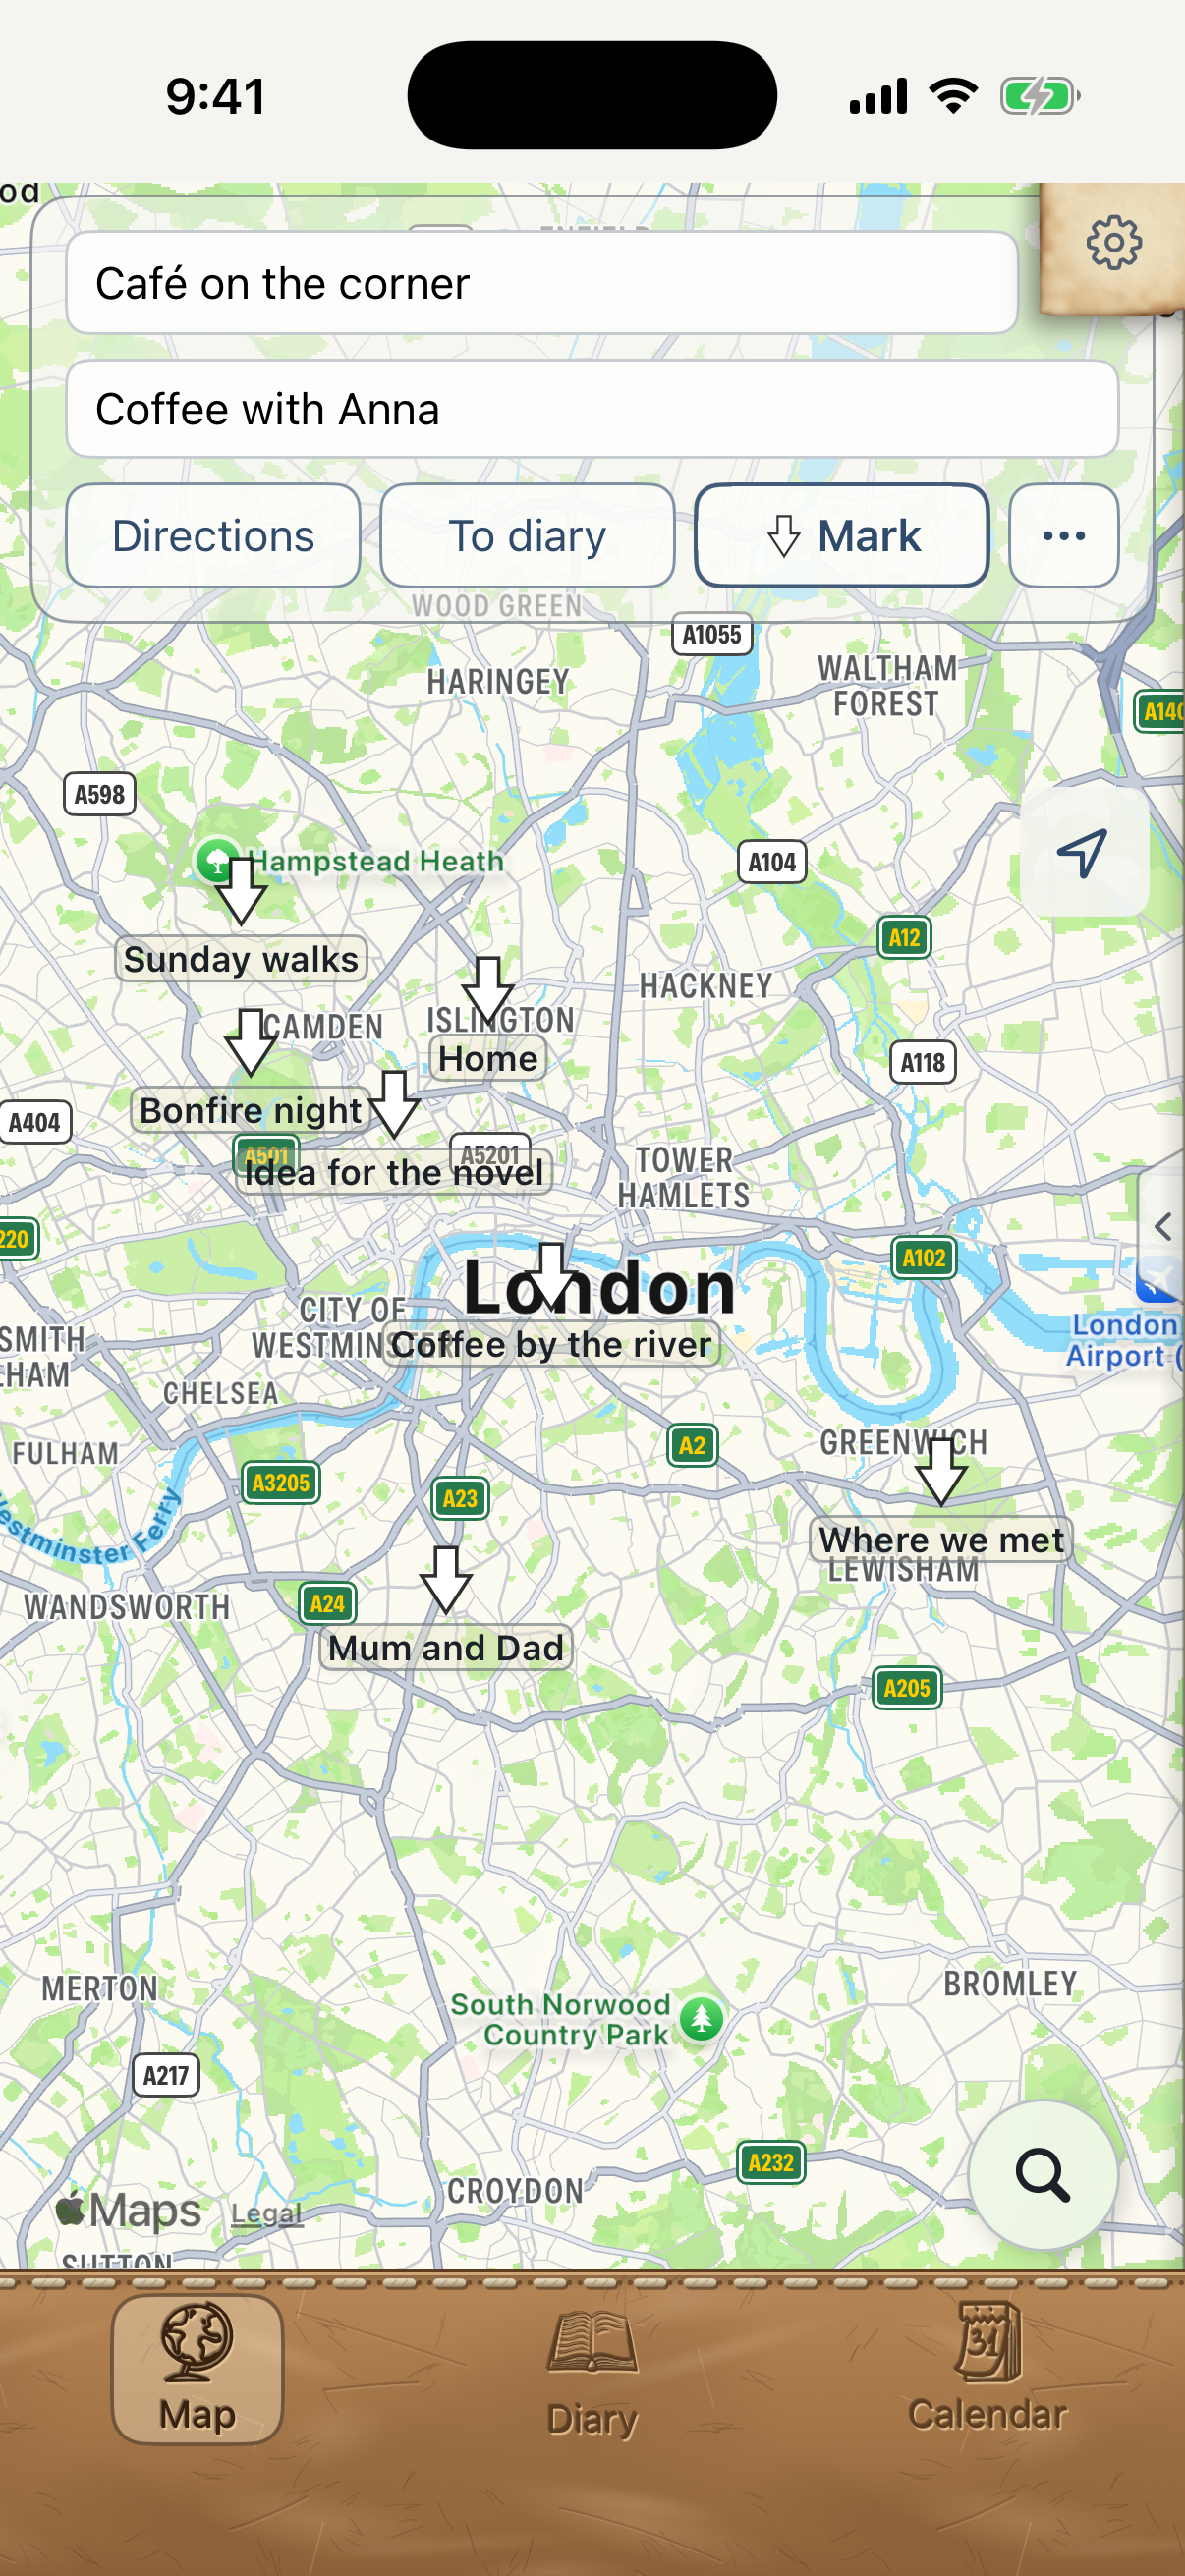 9:41
Café on the corner
Coffee with Anna
Directions
To diary
Mark
WOOD GREEN
A1055
HARINGEY
WALTHAM
FOREST
A598
Hampstead Heath
A104
A12
Sunday walks
HACKNEY
CAMDEN
ISLINGTON
Home
A118
Bonfire night
A404
A501
A5201
Idea for the novel
TOWER
HAMLETS
A102
London
CITY OF
Coffee by the river
London
Airport (
CHELSEA
FULHAM
A2
GREENWICH
A3205
A23
Where we met
LEWISHAM
WANDSWORTH
A24
Mum and Dad
A205
MERTON
BROMLEY
South Norwood
Country Park
A217
A232
CROYDON
Maps
Legal
SUTTON
31
Map
Diary
Calendar